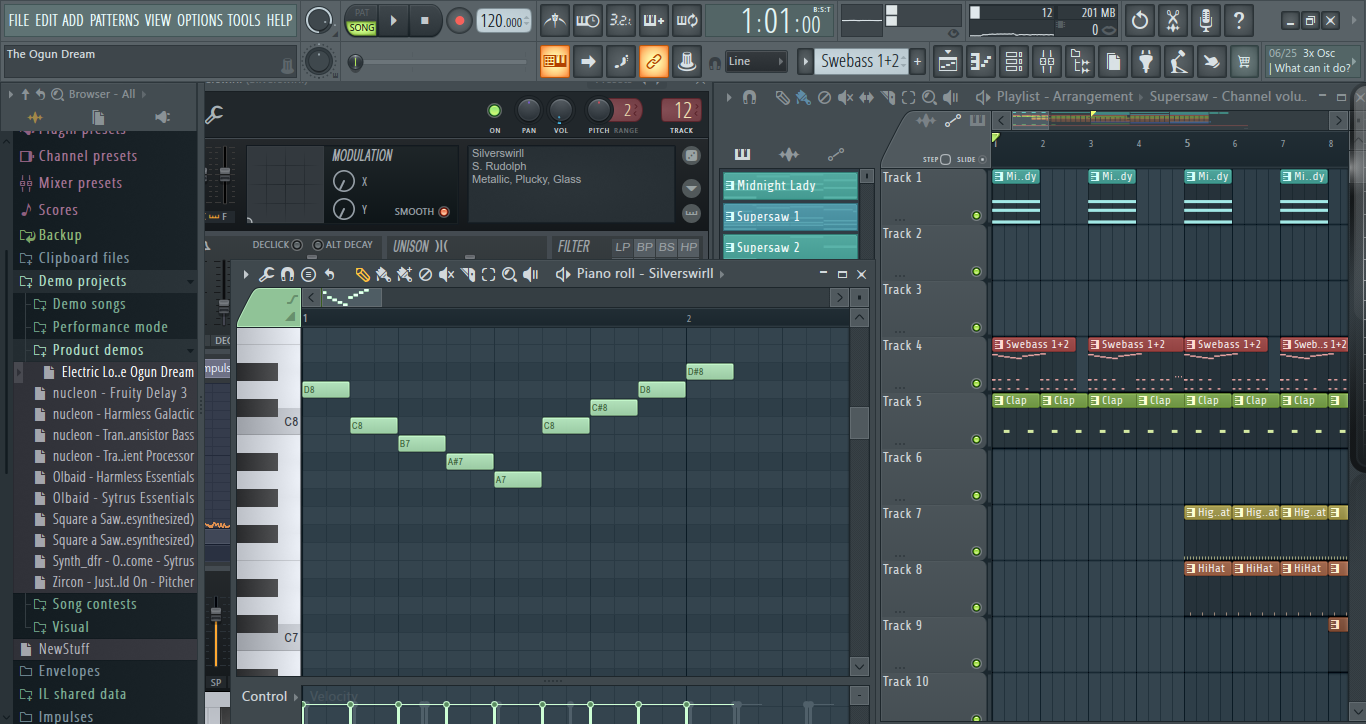 FILE EDIT ADD PATTERNS VIEW OPTIONS TOOLS HELP
PAT
SONG
120.000
3.2.
1:01:00
B:S:T
12
201 MB
0
The Ogun Dream
Line
Swebass 1+2
06/25 3x Osc
| What can it do?
Browser - All
Plugin presets
Channel presets
Mixer presets
Scores
Backup
Clipboard files
Demo projects
Demo songs
Performance mode
Product demos
Electric Lo..e Ogun Dream
nucleon - Fruity Delay 3
nucleon - Harmless Galactic
nucleon - Tran..ansistor Bass
nucleon - Tra..ient Processor
Olbaid - Harmless Essentials
Olbaid - Sytrus Essentials
Square a Saw..esynthesized)
Square a Saw..esynthesized)
Synth_dfr - O..come - Sytrus
Zircon - Just..ld On - Pitcher
Song contests
Visual
NewStuff
Envelopes
IL shared data
Impulses
ON
PAN
VOL
PITCH
RANGE
2
12
TRACK
MODULATION
X
Y
SMOOTH
Silverswirll
S. Rudolph
Metallic, Plucky, Glass
F
DECLICK
ALT DECAY
UNISON
FILTER
LP
BP
BS
HP
SP
Piano roll - Silverswirll
1
2
D8
C8
B7
A#7
A7
C8
C#8
D8
D#8
C8
C7
Control
Velocity
Midnight Lady
Supersaw 1
Supersaw 2
Playlist - Arrangement
Supersaw - Channel volu..
STEP
SLIDE
1 2 3 4 5 6 7 8
Track 1
Mi..dy
Mi..dy
Mi..dy
Mi..dy
Track 2
Track 3
Track 4
Swebass 1+2
Swebass 1+2
Swebass 1+2
Sweb..s 1+2
Track 5
Clap
Clap
Clap
Clap
Clap
Clap
Clap
Track 6
Track 7
Hig..at
Hig..at
Hig..at
Track 8
HiHat
HiHat
HiHat
Track 9
Track 10